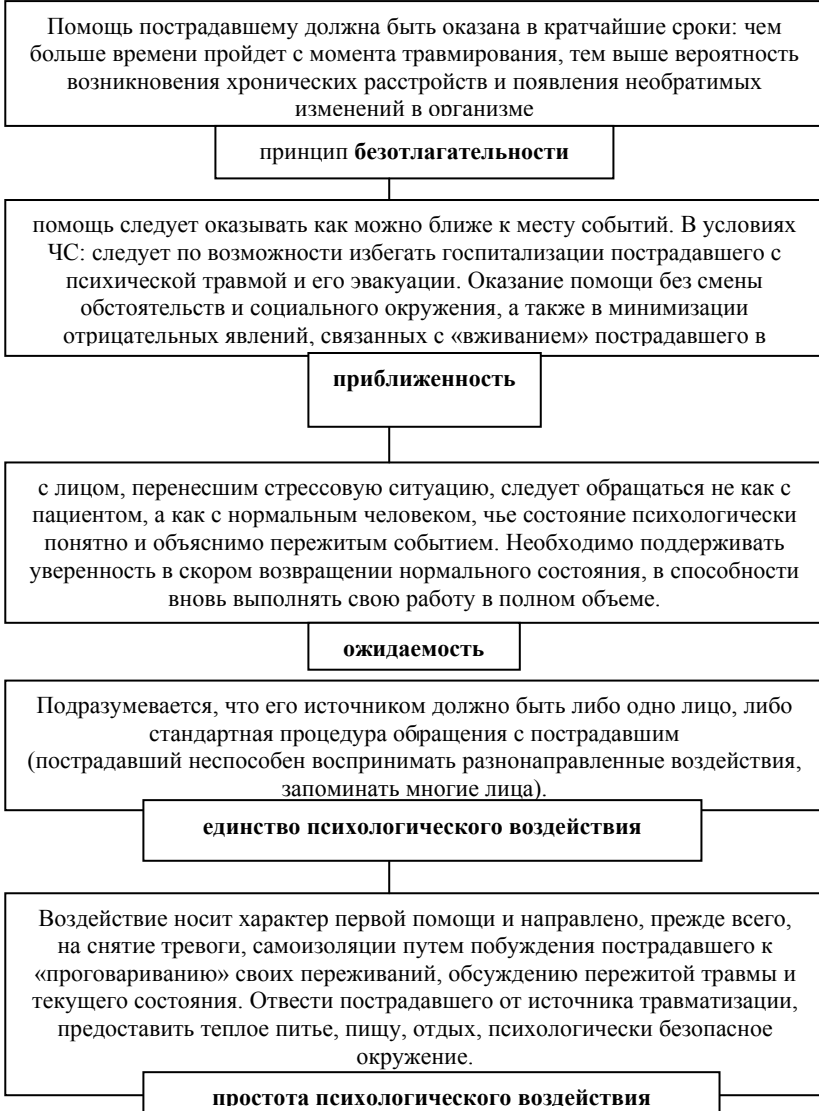 Помощь пострадавшему должна быть оказана в кратчайшие сроки: чем
больше времени пройдет с момента травмирования, тем выше вероятность
возникновения хронических расстройств и появления необратимых
изменений в организме
принцип безотлагательности
помощь следует оказывать как можно ближе к месту событий. В условиях
ЧС: следует по возможности избегать госпитализации пострадавшего с
психической травмой и его эвакуации. Оказание помощи без смены
обстоятельств и социального окружения, а также в минимизации
отрицательных явлений, связанных с «вживанием» пострадавшего в
приближенность
с лицом, перенесшим стрессовую ситуацию, следует обращаться не как с
пациентом, а как с нормальным человеком, чье состояние психологически
понятно и объяснимо пережитым событием. Необходимо поддерживать
уверенность в скором возвращении нормального состояния, в способности
вновь выполнять свою работу в полном объеме.
ожидаемость
Подразумевается, что его источником должно быть либо одно лицо, либо
стандартная процедура обращения с пострадавшим
(пострадавший неспособен воспринимать разнонаправленные воздействия,
запоминать многие лица).
единство психологического воздействия
Воздействие носит характер первой помощи и направлено, прежде всего,
на снятие тревоги, самоизоляции путем побуждения пострадавшего к
«проговариванию» своих переживаний, обсуждению пережитой травмы и
текущего состояния. Отвести пострадавшего от источника травматизации,
предоставить теплое питье, пищу, отдых, психологически безопасное
окружение.
простота психологического воздействия